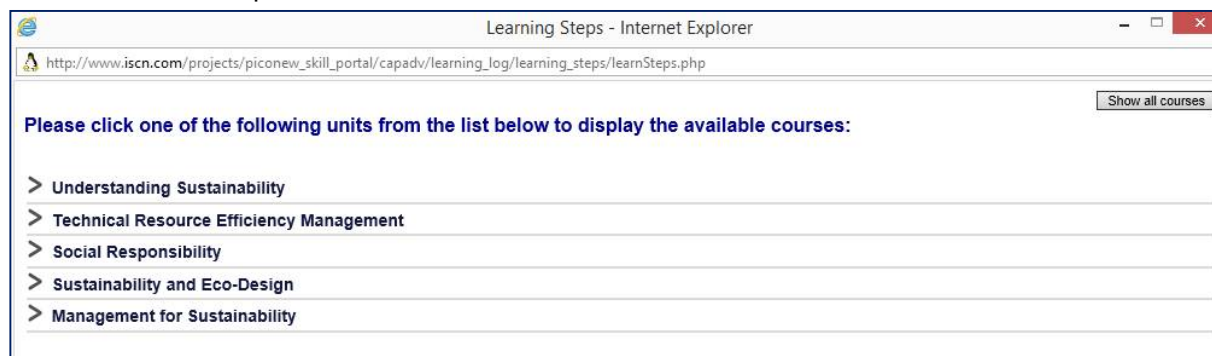 Learning Steps - Internet Explorer
http://www.iscn.com/projects/piconew_skill_portal/capadv/learning_log/learning_steps/learnSteps.php
Show all courses
Please click one of the following units from the list below to display the available courses:
> Understanding Sustainability
> Technical Resource Efficiency Management
> Social Responsibility
> Sustainability and Eco-Design
> Management for Sustainability